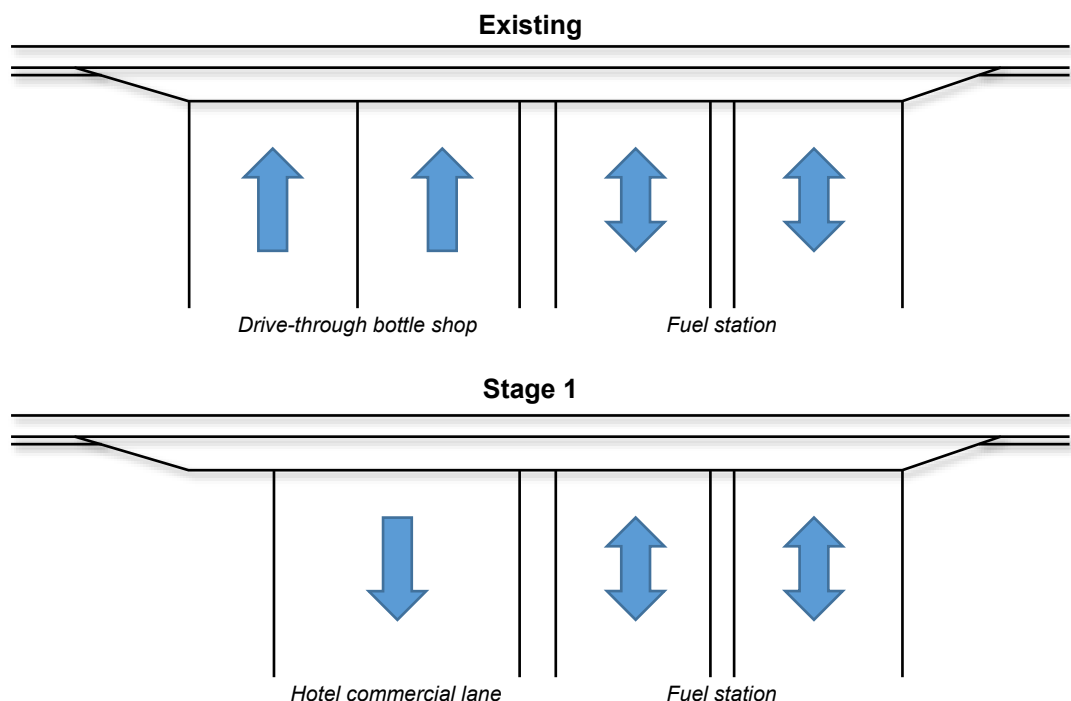 Existing
Drive-through bottle shop
Fuel station
Stage 1
Hotel commercial lane
Fuel station